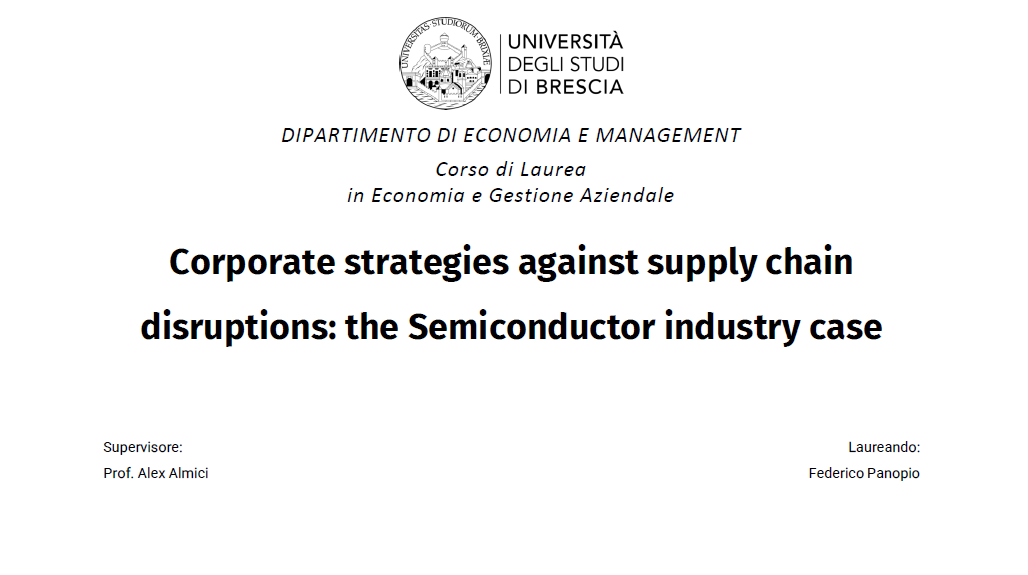 UNIVERSITAS·STUDIORUM·BRIXIÆ
UNIVERSITÀ
DEGLI STUDI
DI BRESCIA
DIPARTIMENTO DI ECONOMIA E MANAGEMENT
Corso di Laurea
in Economia e Gestione Aziendale
Corporate strategies against supply chain
disruptions: the Semiconductor industry case
Supervisore:
Laureando:
Prof. Alex Almici
Federico Panopio